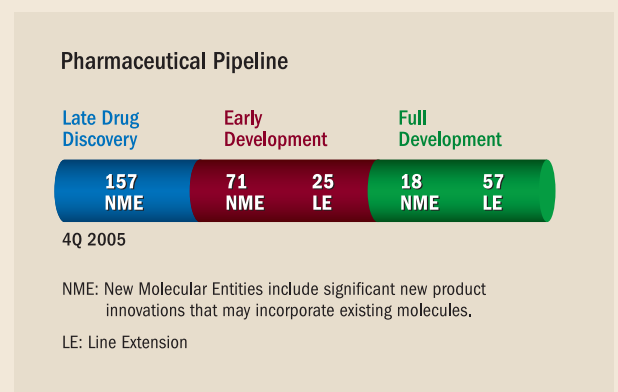 Pharmaceutical Pipeline
Late Drug
Discovery
Early
Development
Full
Development
157
NME
71
NME
25
LE
18
NME
57
LE
4Q 2005
NME: New Molecular Entities include significant new product
innovations that may incorporate existing molecules.
LE: Line Extension